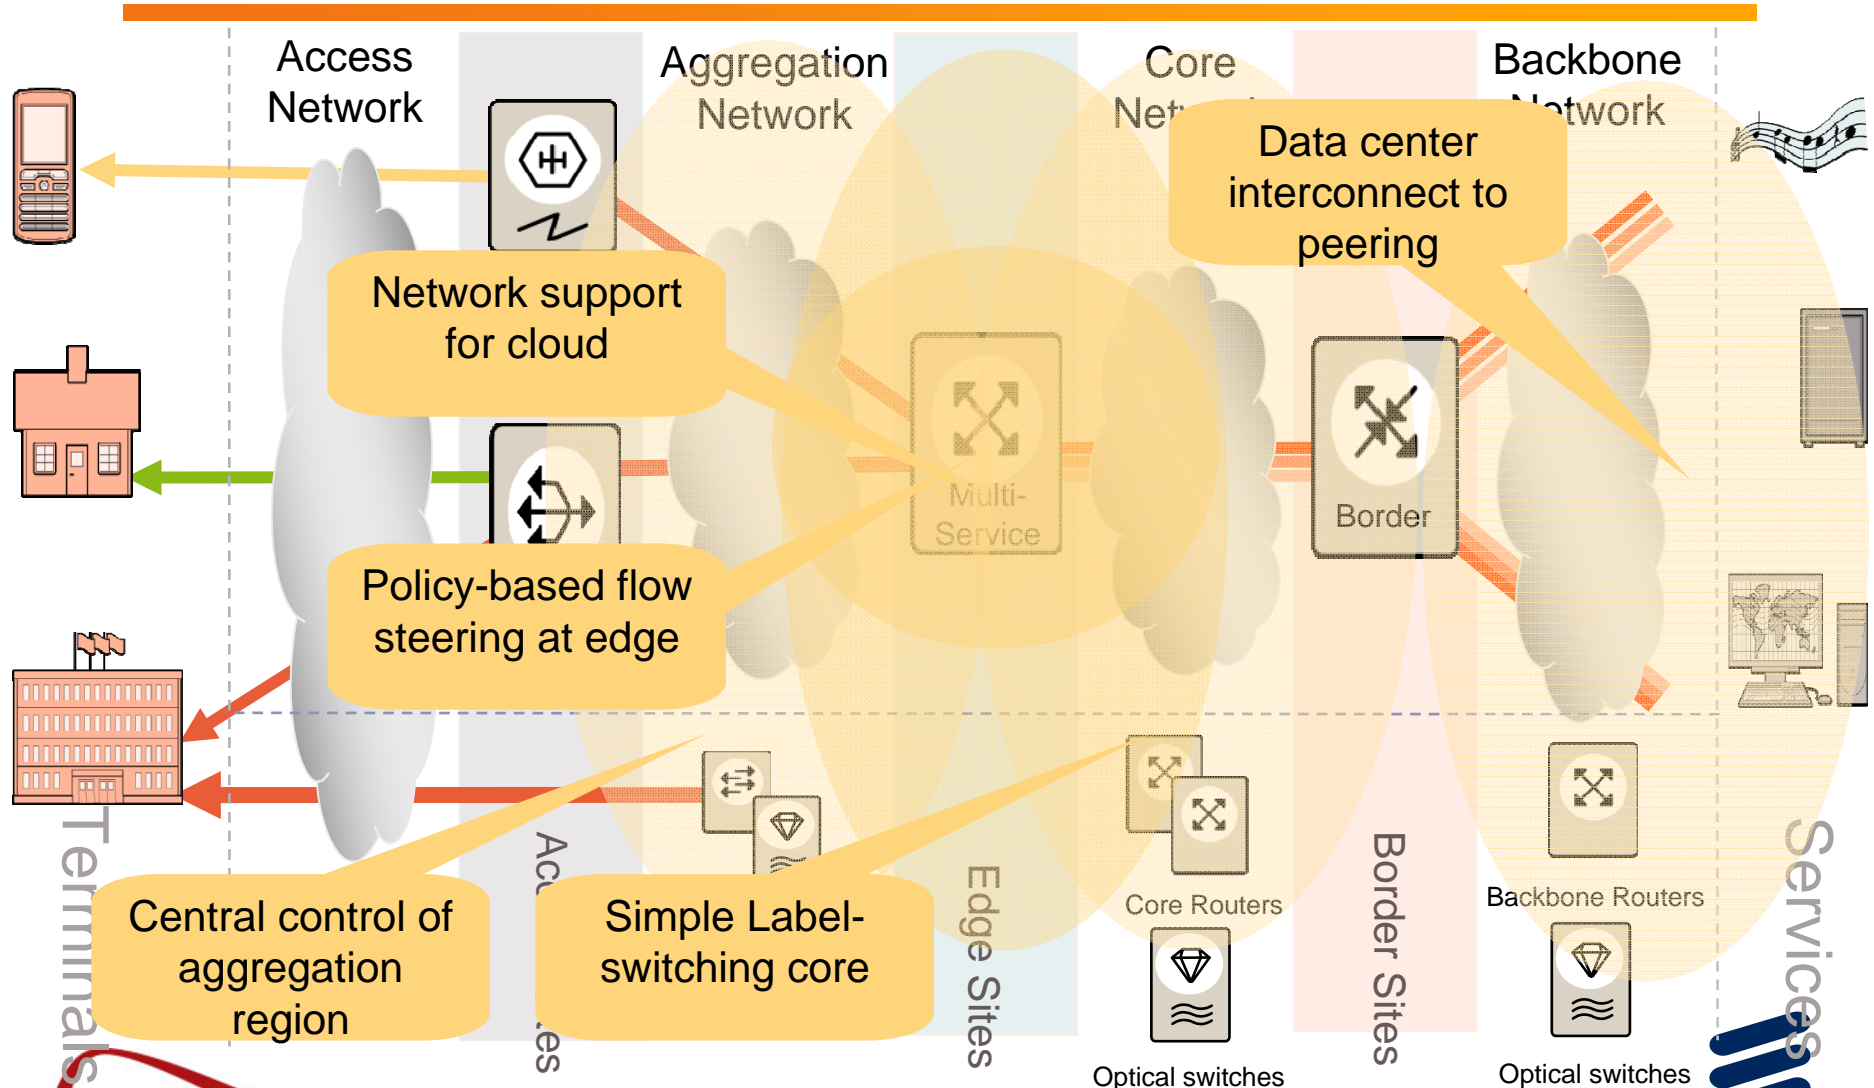 Access
Network
Aggregation
Network
Core
Backbone
Data center
interconnect to
peering
Network support
for cloud
Multi-
Service
Border
Policy-based flow
steering at edge
Terminals
Central control of
aggregation
region
Simple Label-
switching core
Edge Sites
Core Routers
Optical switches
Border Sites
Backbone Routers
Optical switches
Services